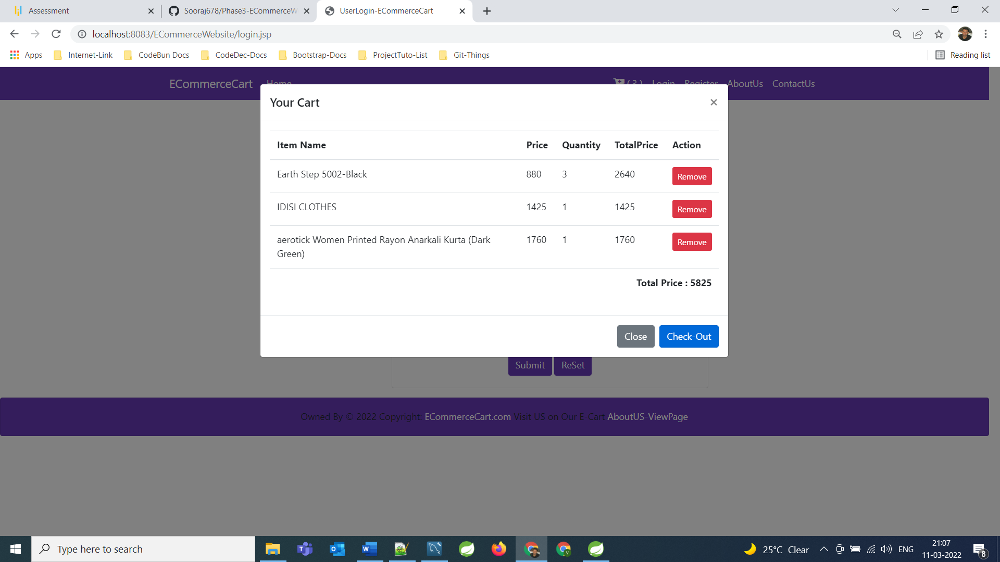 Assessment
Sooraj678/Phase3-ECommerceW
UserLogin-ECommerceCart
localhost:8083/ECommerceWebsite/login.jsp
Apps Internet-Link CodeBun Docs CodeDec-Docs Bootstrap-Docs ProjectTuto-List Git-Things Reading list
ECommerceCart Home ( 3 ) Login Register AboutUs ContactUs
Your Cart ×
Item Name Price Quantity TotalPrice Action
Earth Step 5002-Black 880 3 2640 Remove
IDISI CLOTHES 1425 1 1425 Remove
aerotick Women Printed Rayon Anarkali Kurta (Dark 1760 1 1760 Remove
Green)
Total Price : 5825
Close Check-Out
Submit ReSet
Owned By © 2022 Copyright: ECommerceCart.com Visit US on Our E-Cart AboutUS-ViewPage
Type here to search
25°C Clear ENG
21:07
11-03-2022
8